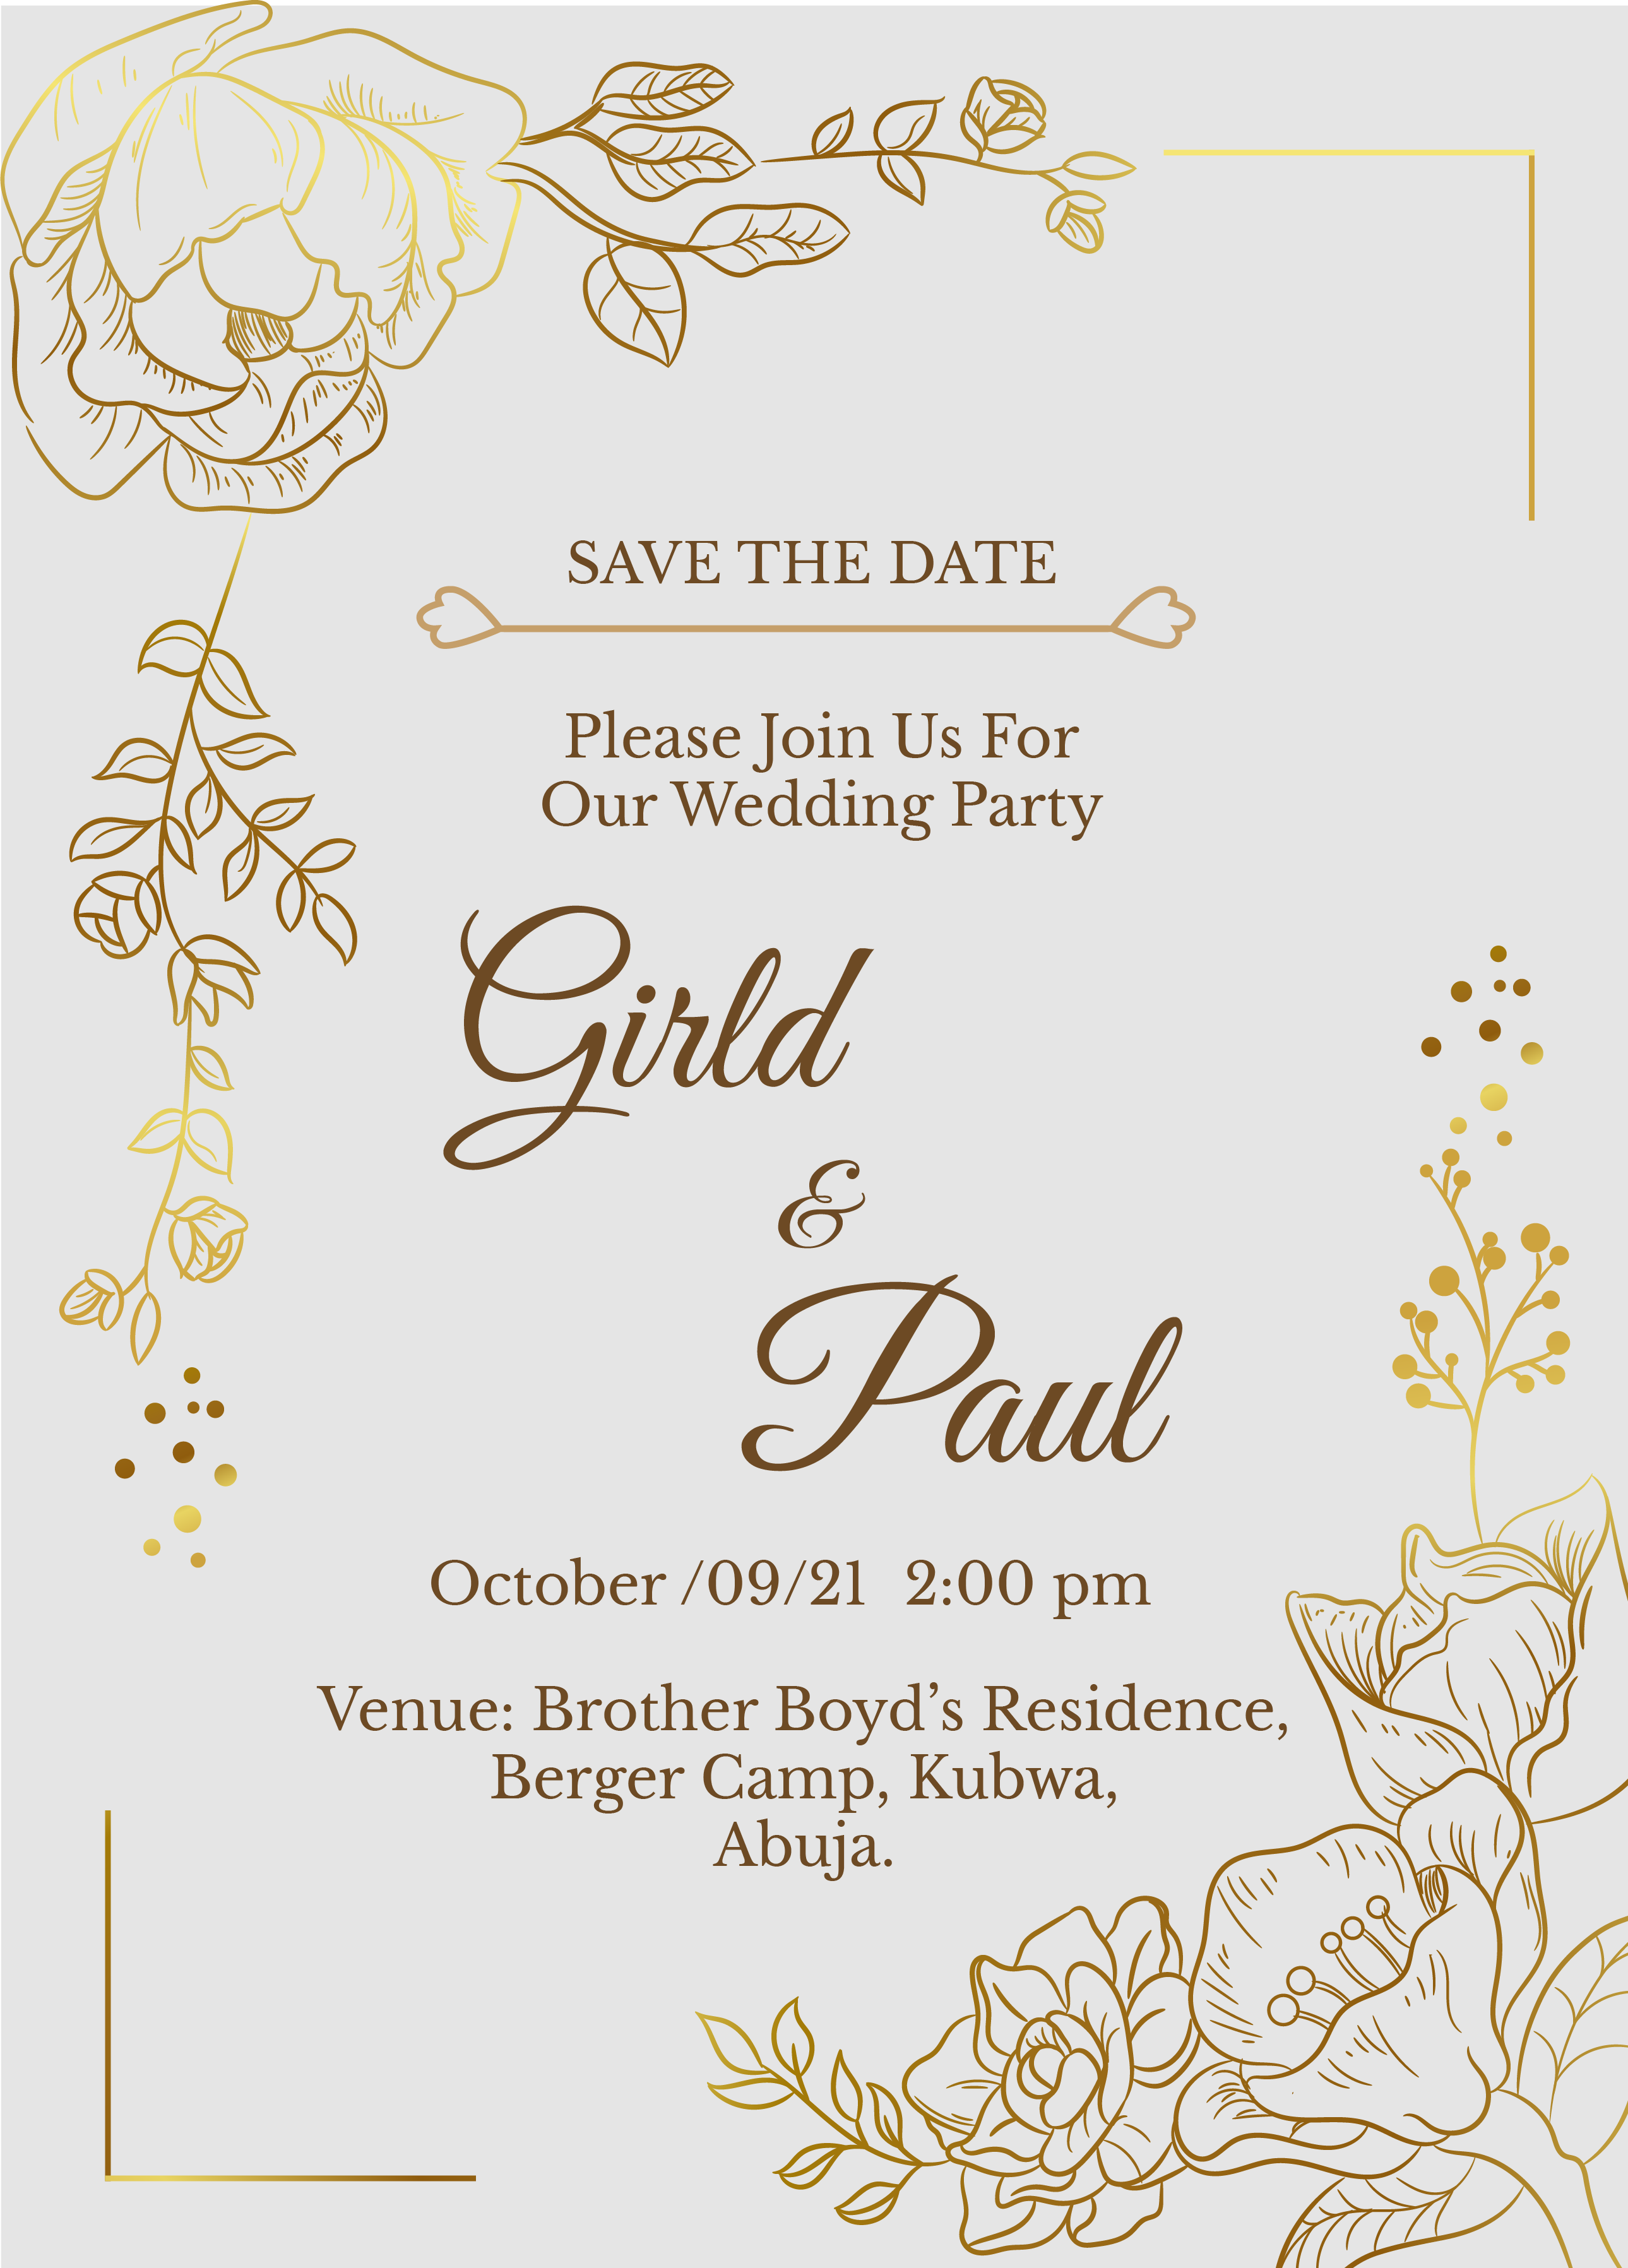 SAVE THE DATE
Please Join Us For
Our Wedding Party
Girld
&
Paul
October /09/21 2:00 pm
Venue: Brother Boyd’s Residence,
Berger Camp, Kubwa,
Abuja.